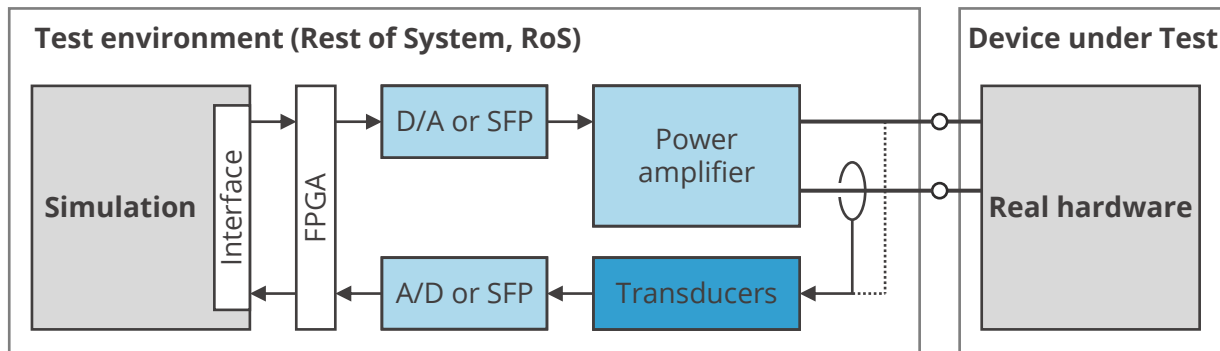 Test environment (Rest of System, RoS)
Device under Test
Simulation
Interface
FPGA
D/A or SFP
Power
amplifier
A/D or SFP
Transducers
Real hardware